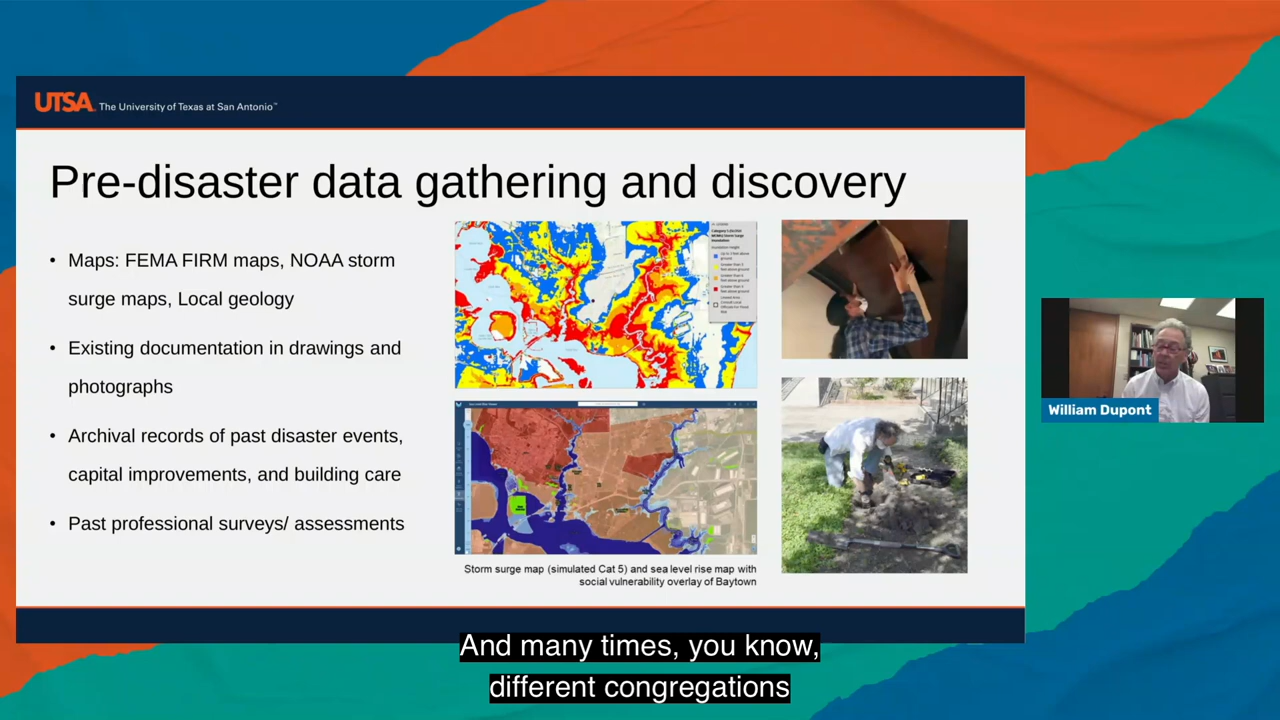 UTSA The University of Texas at San Antonio™
Pre-disaster data gathering and discovery
• Maps: FEMA FIRM maps, NOAA storm
surge maps, Local geology
• Existing documentation in drawings and
photographs
• Archival records of past disaster events,
capital improvements, and building care
• Past professional surveys/ assessments
Storm surge map (simulated Cat 5) and sea level rise map with
social vulnerability overlay of Baytown
William Dupont
And many times, you know,
different congregations